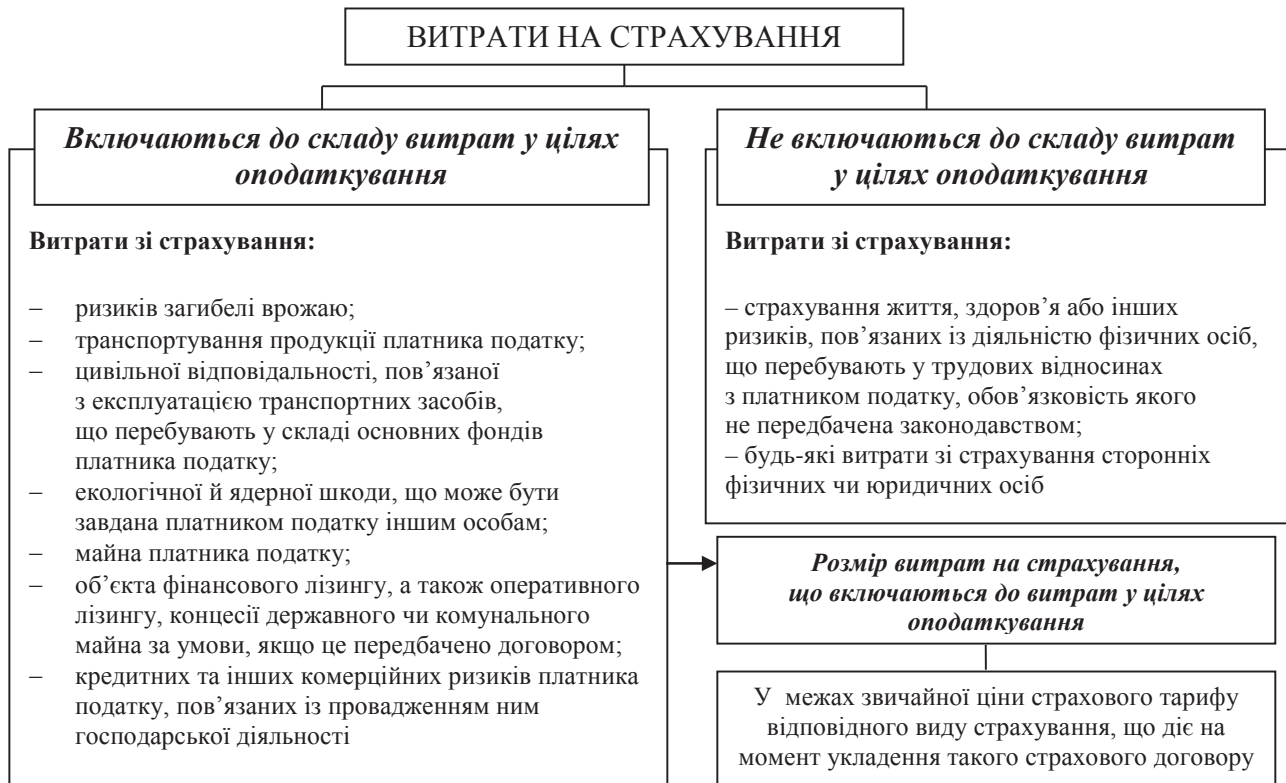 ВИТРАТИ НА СТРАХУВАННЯ
Включаються до складу витрат у цілях
оподаткування
Витрати зі страхування:
– ризиків загибелі врожаю;
– транспортування продукції платника податку;
– цивільної відповідальності, пов’язаної
з експлуатацією транспортних засобів,
що перебувають у складі основних фондів
платника податку;
– екологічної й ядерної шкоди, що може бути
завдана платником податку іншим особам;
– майна платника податку;
– об’єкта фінансового лізингу, а також оперативного
лізингу, концесії державного чи комунального
майна за умови, якщо це передбачено договором;
– кредитних та інших комерційних ризиків платника
податку, пов’язаних із провадженням ним
господарської діяльності
Не включаються до складу витрат
у цілях оподаткування
Витрати зі страхування:
– страхування життя, здоров’я або інших
ризиків, пов’язаних із діяльністю фізичних осіб,
що перебувають у трудових відносинах
з платником податку, обов’язковість якого
не передбачена законодавством;
– будь-які витрати зі страхування сторонніх
фізичних чи юридичних осіб
Розмір витрат на страхування,
що включаються до витрат у цілях
оподаткування
У межах звичайної ціни страхового тарифу
відповідного виду страхування, що діє на
момент укладення такого страхового договору